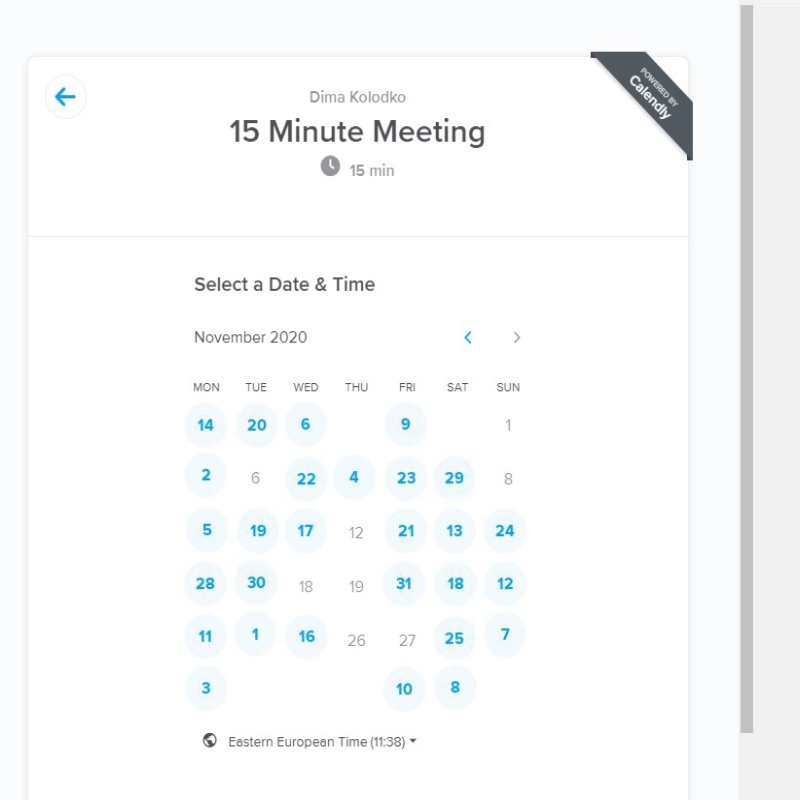 POWERED BY
Calendly
Dima Kolodko
15 Minute Meeting
15 min
Select a Date & Time
November 2020
MON TUE WED THU FRI SAT SUN
14 20 6 9 1
2 6 22 4 23 29 8
5 19 17 12 21 13 24
28 30 18 19 31 18 12
11 1 16 26 27 25 7
3 10 8
Eastern European Time (11:38)